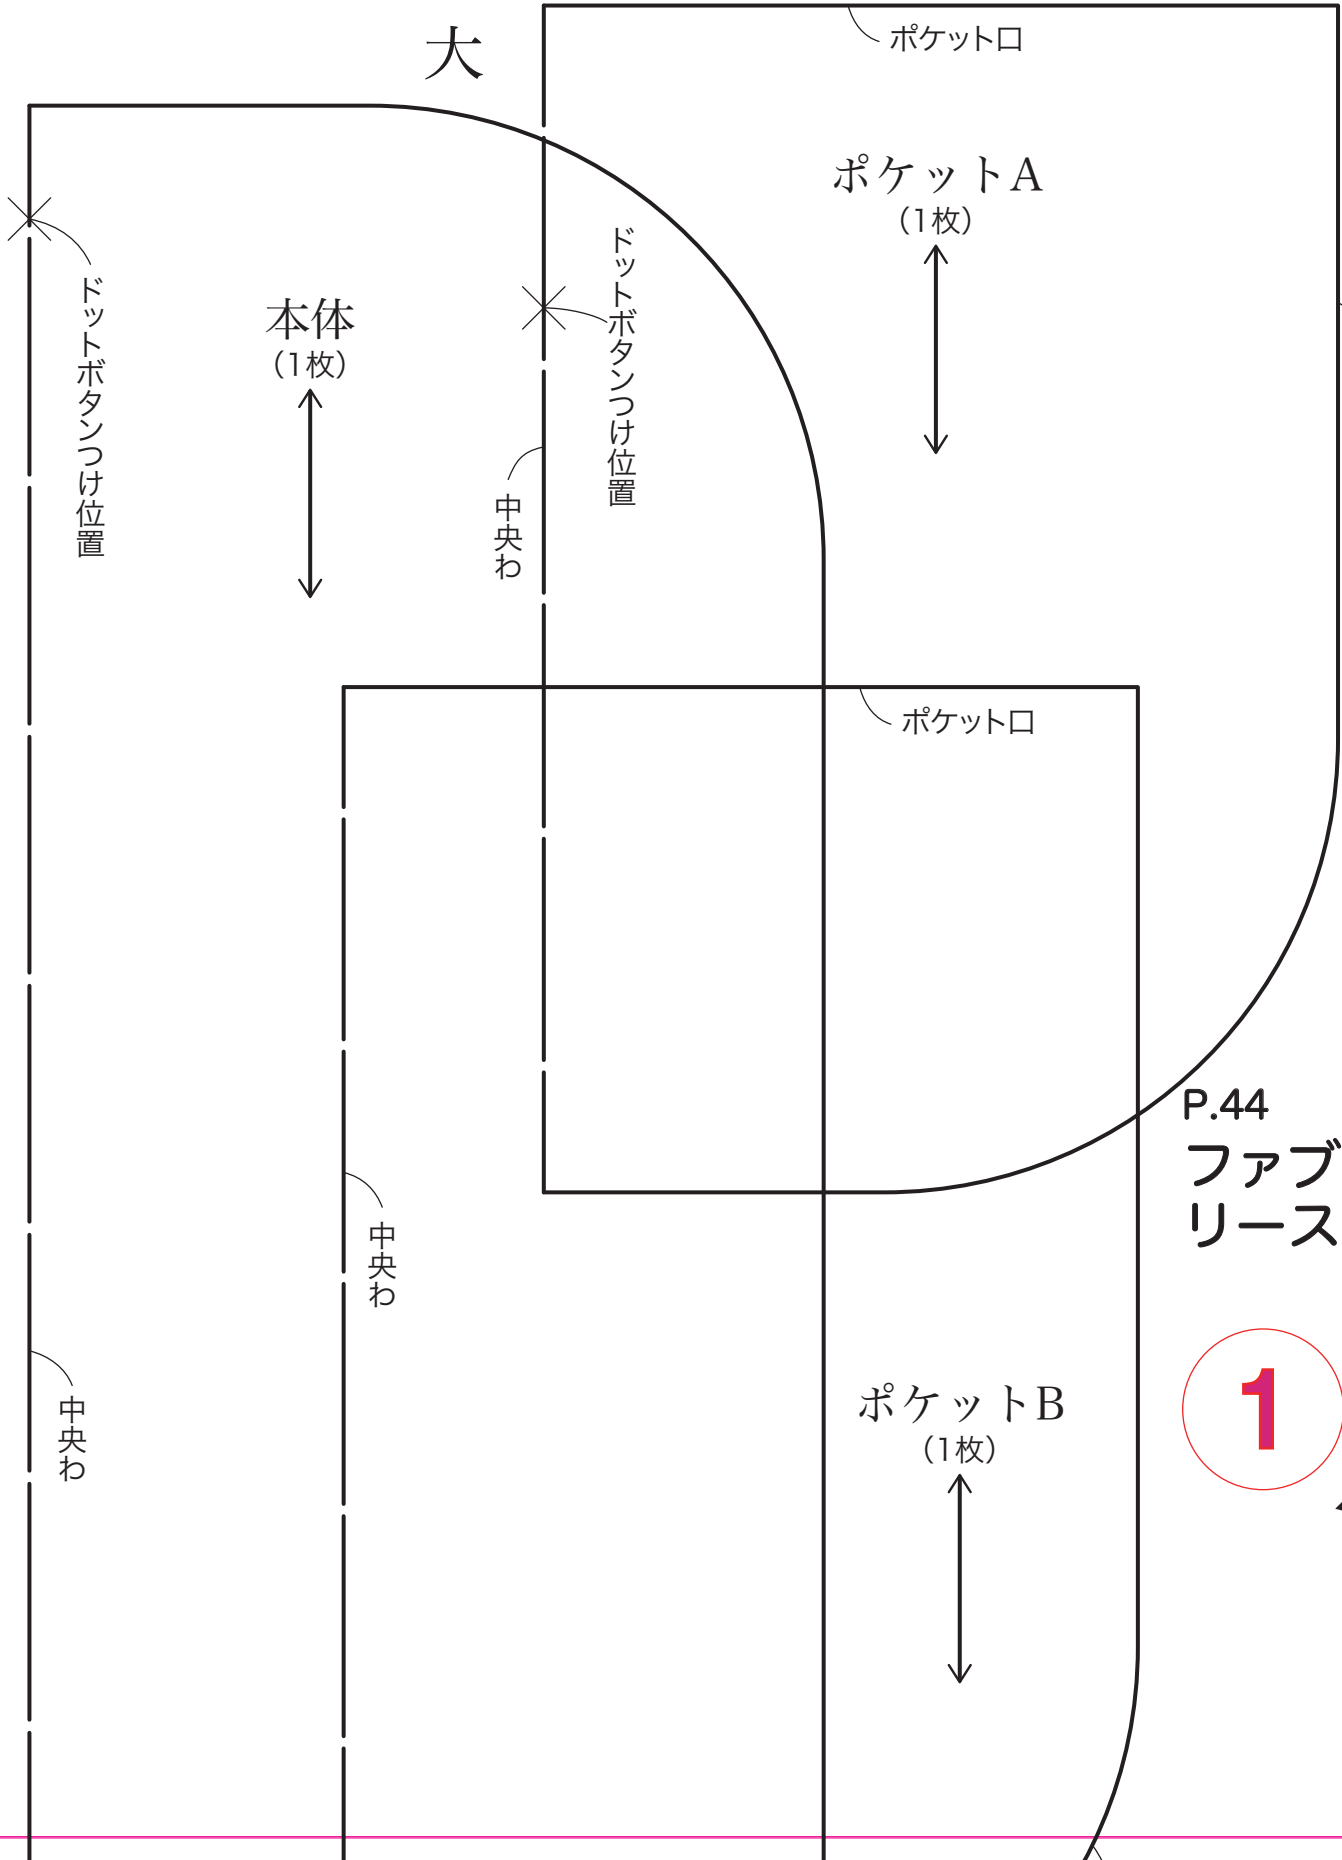 大
ポケット口
ポケットA
（1枚）
ドットボタンつけ位置
本体
（1枚）
ドットボタンつけ位置
中央わ
ポケット口
P.44
ファブ
リース
中央わ
中央わ
ポケットB
（1枚）
1